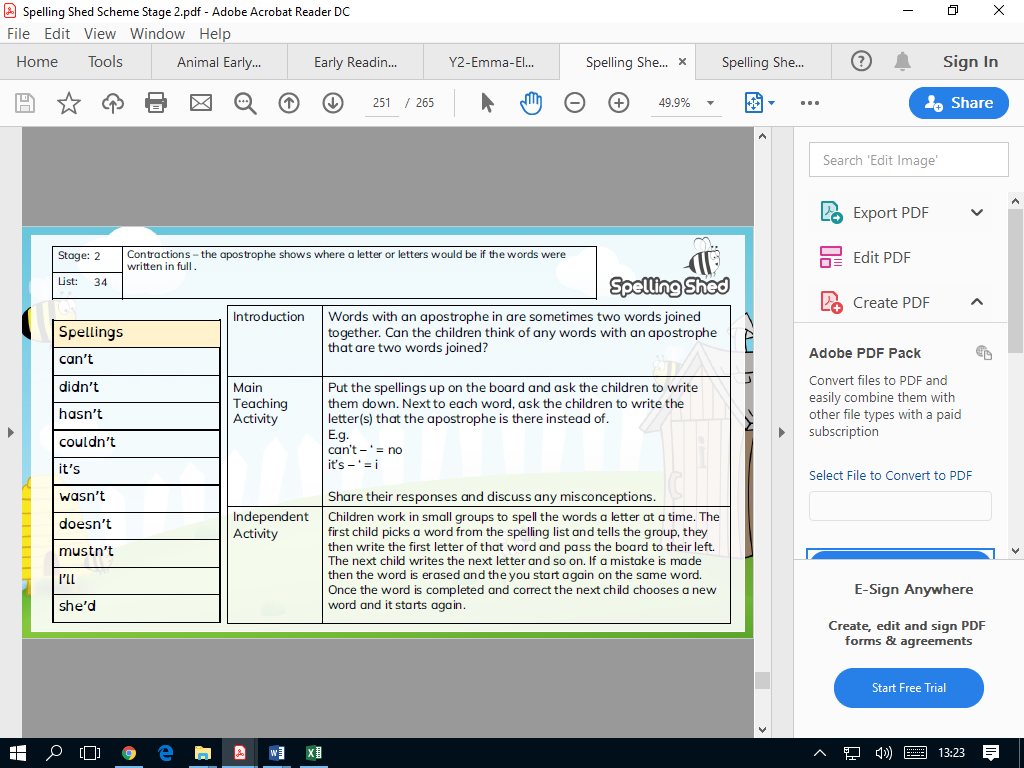 Spelling Shed Scheme Stage 2.pdf - Adobe Acrobat Reader DC
File Edit View Window Help
Home Tools Animal Early... Early Readin... Y2-Emma-El... Spelling She... × Spelling She... Sign In
251 / 265 49.9% Share
Search 'Edit Image'
Export PDF
Edit PDF
Create PDF
Adobe PDF Pack
Convert files to PDF and
easily combine them with
other file types with a paid
subscription
Select File to Convert to PDF
E-Sign Anywhere
Create, edit and sign PDF
forms & agreements
Start Free Trial
Stage: 2
List: 34
Contractions – the apostrophe shows where a letter or letters would be if the words were
written in full .
Spelling Shed
Spellings
can't
didn't
hasn't
couldn't
it's
wasn't
doesn't
mustn't
I'll
she'd
Introduction
Words with an apostrophe in are sometimes two words joined
together. Can the children think of any words with an apostrophe
that are two words joined?
Main
Teaching
Activity
Put the spellings up on the board and ask the children to write
them down. Next to each word, ask the children to write the
letter(s) that the apostrophe is there instead of.
E.g.
can't – ' = no
it's – ' = i
Share their responses and discuss any misconceptions.
Independent
Activity
Children work in small groups to spell the words a letter at a time. The
first child picks a word from the spelling list and tells the group, they
then write the first letter of that word and pass the board to their left.
The next child writes the next letter and so on. If a mistake is made
then the word is erased and the you start again on the same word.
Once the word is completed and correct the next child chooses a new
word and it starts again.
13:23